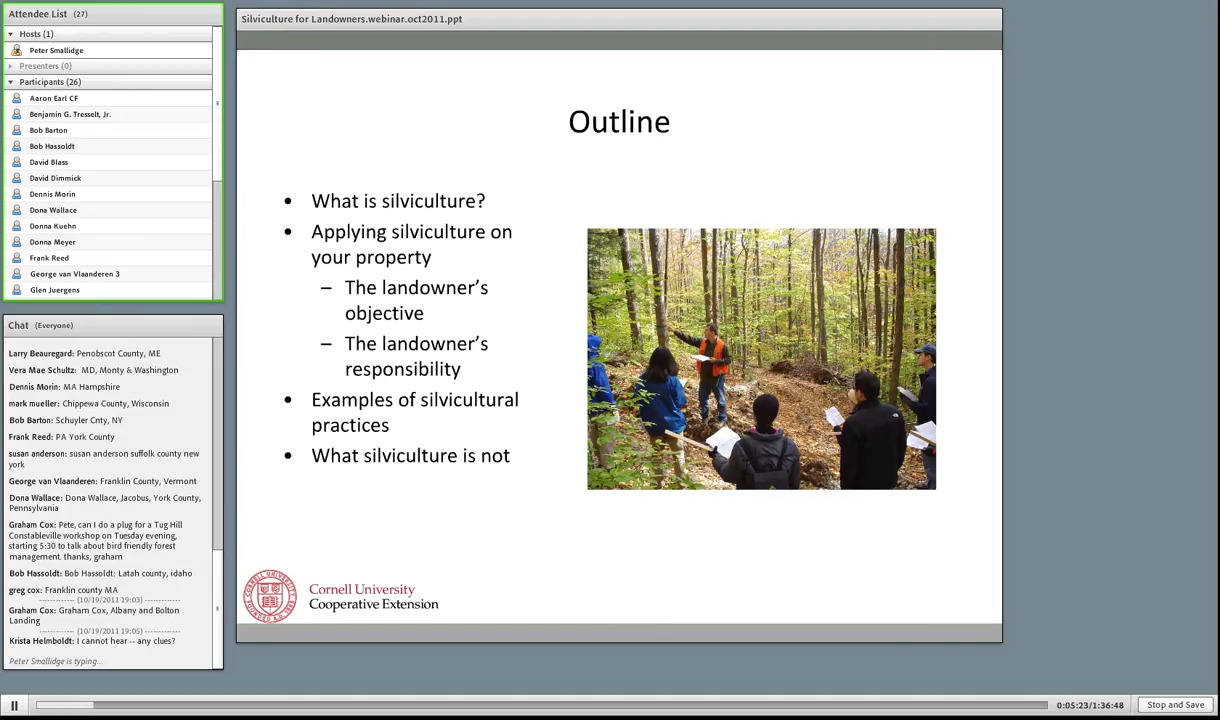 Attendee List (27)
Hosts (1)
Peter Smallidge
Presenters (0)
Participants (26)
Aaron Earl CF
Benjamin G. Tresselt, Jr.
Bob Barton
Bob Hassoldt
David Blass
David Dimmick
Dennis Morin
Dona Wallace
Donna Kuehn
Donna Meyer
Frank Reed
George van Vlaanderen 3
Glen Juergens
Chat (Everyone)
Larry Beauregard: Penobscot County, ME
Vera Mae Schultz: MD, Monty & Washington
Dennis Morin: MA Hampshire
mark mueller: Chippewa County, Wisconsin
Bob Barton: Schuyler Cnty, NY
Frank Reed: PA York County
susan anderson: susan anderson suffolk county new
york
George van Vlaanderen: Franklin County, Vermont
Dona Wallace: Dona Wallace, Jacobus, York County,
Pennsylvania
Graham Cox: Pete, can I do a plug for a Tug Hill
Constableville workshop on Tuesday evening,
starting 5:30 to talk about bird friendly forest
management. thanks, graham
Bob Hassoldt: Bob Hassoldt: Latah county, idaho
greg cox: Franklin county MA
------------- (10/19/2011 19:03) -------------
Graham Cox: Graham Cox, Albany and Bolton
Landing
------------- (10/19/2011 19:05) -------------
Krista Helmboldt: I cannot hear -- any clues?
Peter Smallidge is typing...
Silviculture for Landowners.webinar.oct2011.ppt
Outline
• What is silviculture?
• Applying silviculture on
your property
– The landowner's
objective
– The landowner's
responsibility
• Examples of silvicultural
practices
• What silviculture is not
Cornell University
Cooperative Extension
0:05:23/1:36:48
Stop and Save